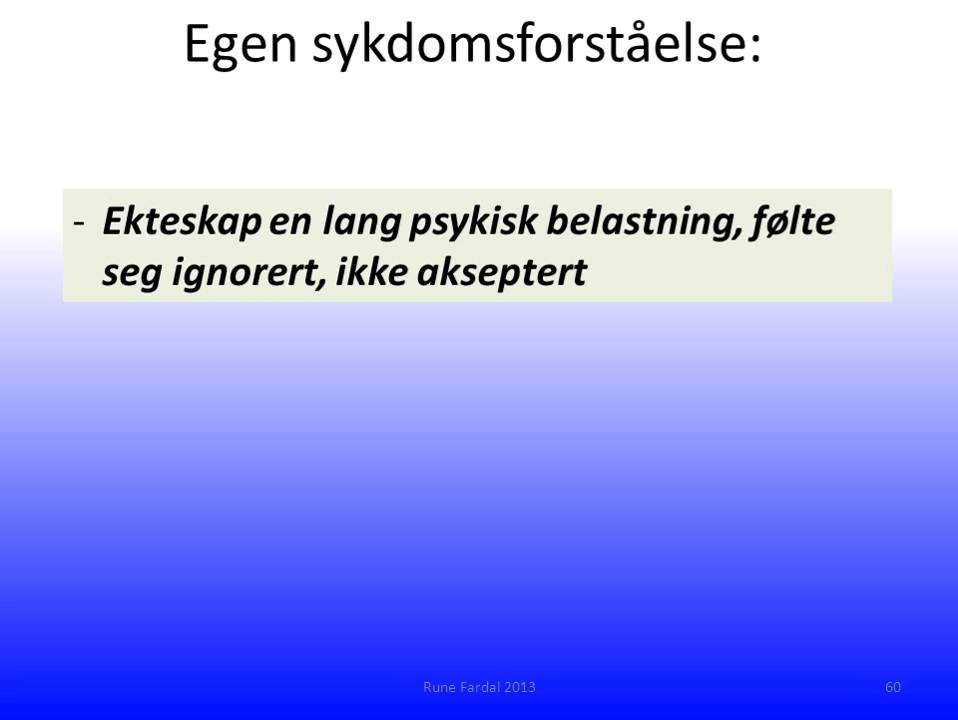 Egen sykdomsforståelse:
- Ekteskap en lang psykisk belastning, følte
seg ignorert, ikke akseptert
Rune Fardal 2013
60